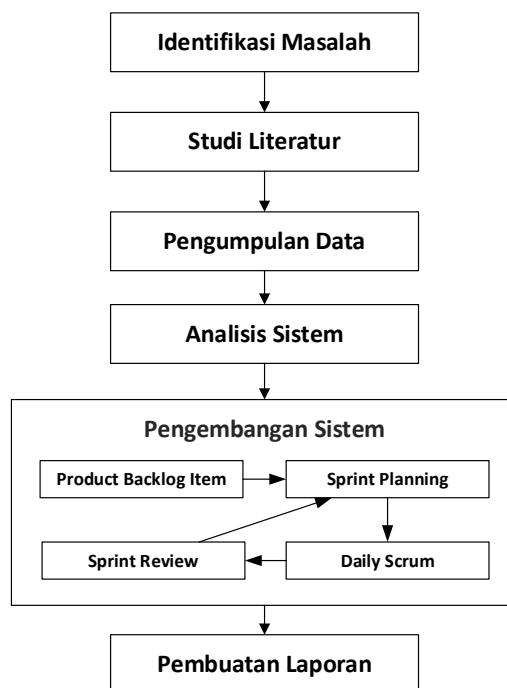 Identifikasi Masalah
Studi Literatur
Pengumpulan Data
Analisis Sistem
Pengembangan Sistem
Product Backlog Item
Sprint Planning
Sprint Review
Daily Scrum
Pembuatan Laporan